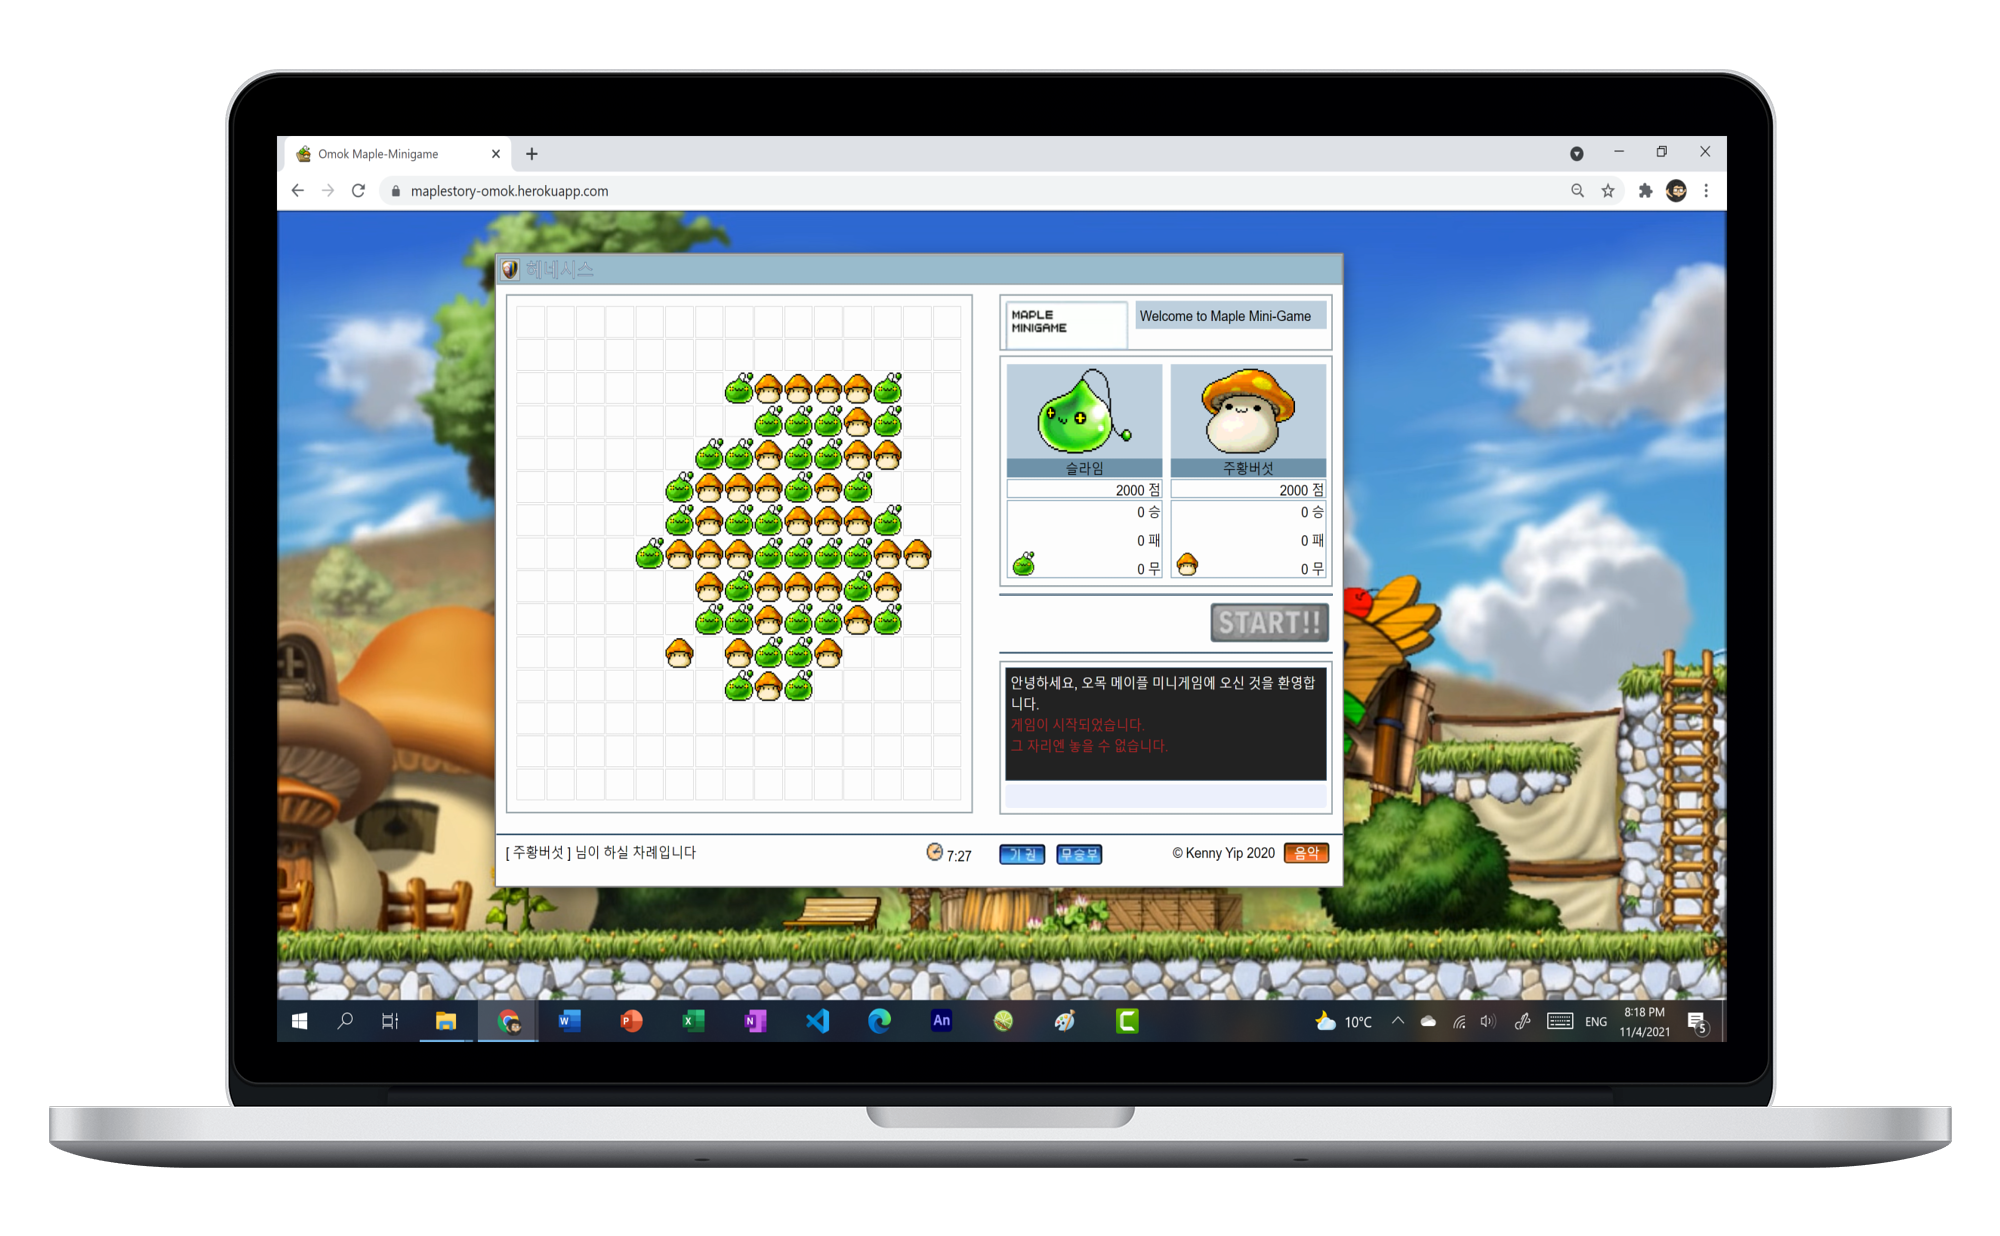 Omok Maple-Minigame
maplestory-omok.herokuapp.com
헤네시스
MAPLE
MINIGAME
Welcome to Maple Mini-Game
슬라임
주황버섯
2000 점
2000 점
0 승
0 승
0 패
0 패
0 무
0 무
START!!
안녕하세요, 오목 메이플 미니게임에 오신 것을 환영합
니다.
게임이 시작되었습니다.
그 자리엔 놓을 수 없습니다.
[ 주황버섯 ] 님이 하실 차례입니다
7:27
기권
무승부
© Kenny Yip 2020
음악
W
P
X
N
An
C
10°C
ENG
8:18 PM
11/4/2021
5